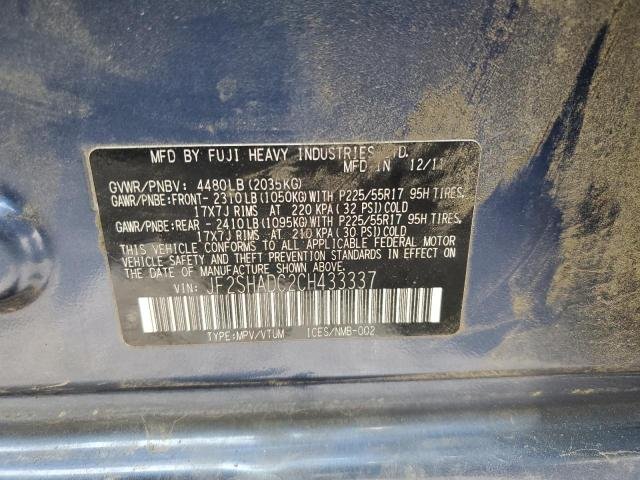 MFD BY FUJI HEAVY INDUSTRIES LTD.
MFD IN 12/11
GVWR/PNBV: 4480LB (2035KG)
GAWR/PNBE:FRONT- 2310LB (1050KG) WITH P225/55R17 95H TIRES,
17X7J RIMS AT 220 KPA (32 PSI) COLD
GAWR/PNBE:REAR - 2410LB (1095KG) WITH P225/55R17 95H TIRES,
17X7J RIMS, AT 210 KPA (30 PSI) COLD
THIS VEHICLE CONFORMS TO ALL APPLICABLE FEDERAL MOTOR
VEHICLE SAFETY AND THEFT PREVENTION STANDARDS IN EFFECT ON
THE DATE OF MANUFACTURE SHOWN ABOVE.
VIN: JF2SHADC2CH433337
TYPE:MPV/VTUM ICES/NMB-002